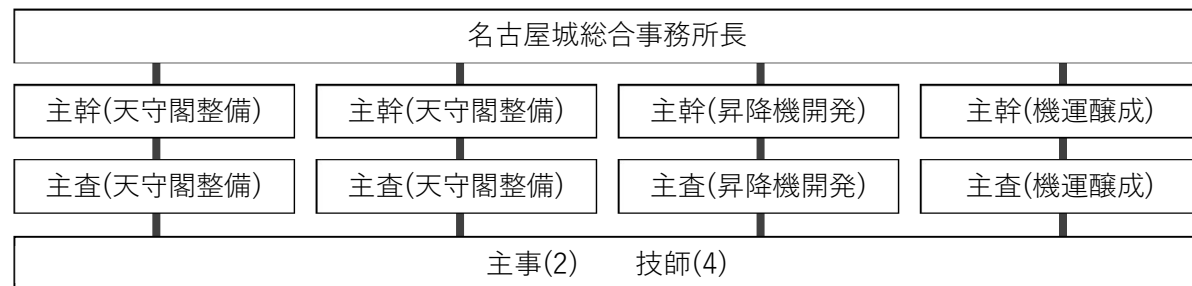 名古屋城総合事務所長
主幹(天守閣整備) 主幹(天守閣整備) 主幹(昇降機開発) 主幹(機運醸成)
主査(天守閣整備) 主査(天守閣整備) 主査(昇降機開発) 主査(機運醸成)
主事(2) 技師(4)